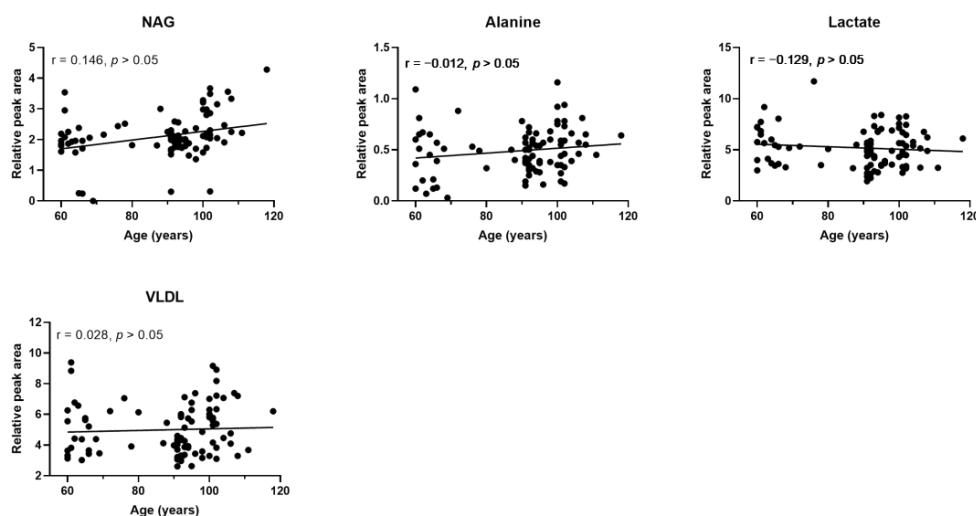 NAG
r = 0.146, p > 0.05
Relative peak area
5
4
3
2
1
0
60 80 100 120
Age (years)
Alanine
r = −0.012, p > 0.05
Relative peak area
1.5
1.0
0.5
0.0
60 80 100 120
Age (years)
Lactate
r = −0.129, p > 0.05
Relative peak area
15
10
5
0
60 80 100 120
Age (years)
VLDL
r = 0.028, p > 0.05
Relative peak area
12
10
8
6
4
2
60 80 100 120
Age (years)